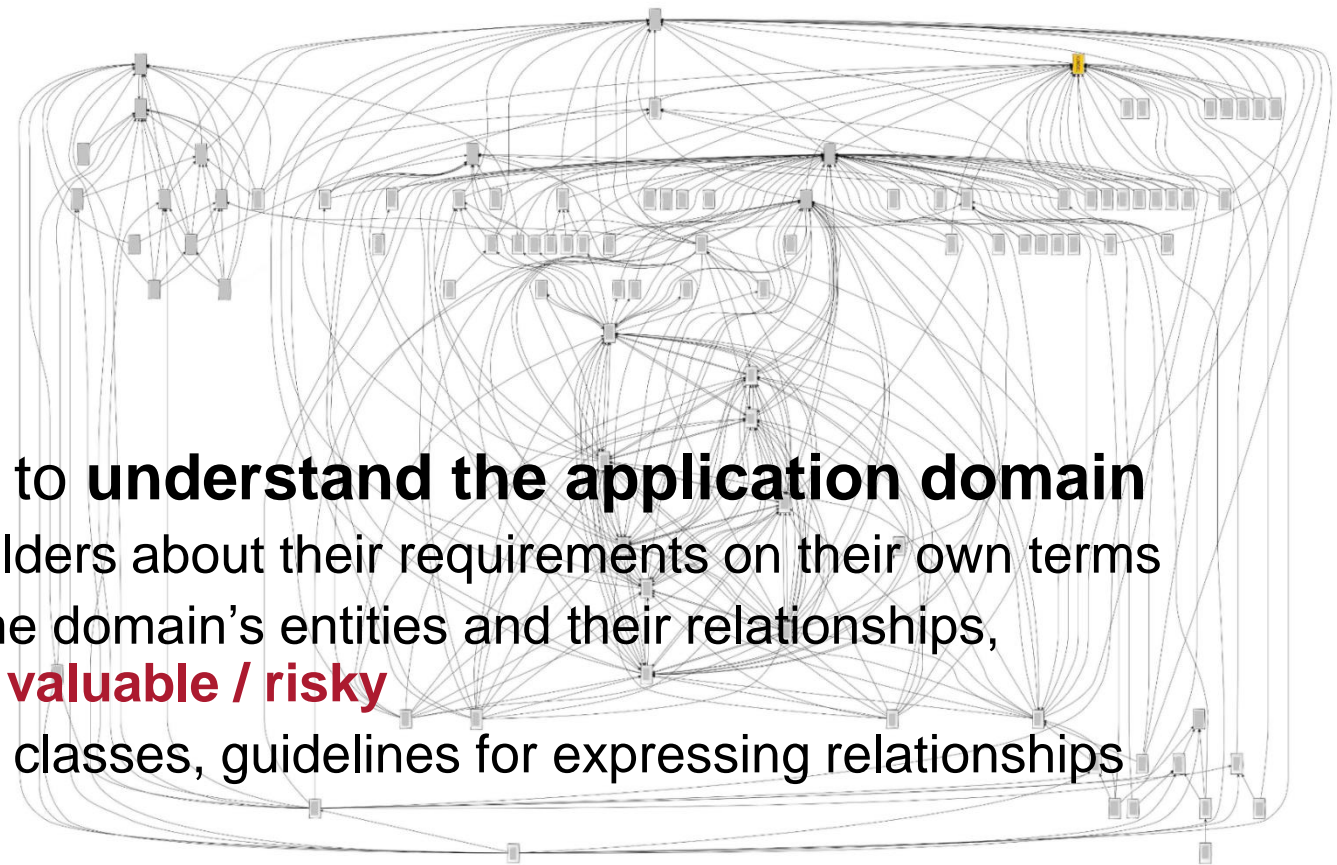 to understand the application domain
lders about their requirements on their own terms
ne domain’s entities and their relationships,
valuable / risky
classes, guidelines for expressing relationships